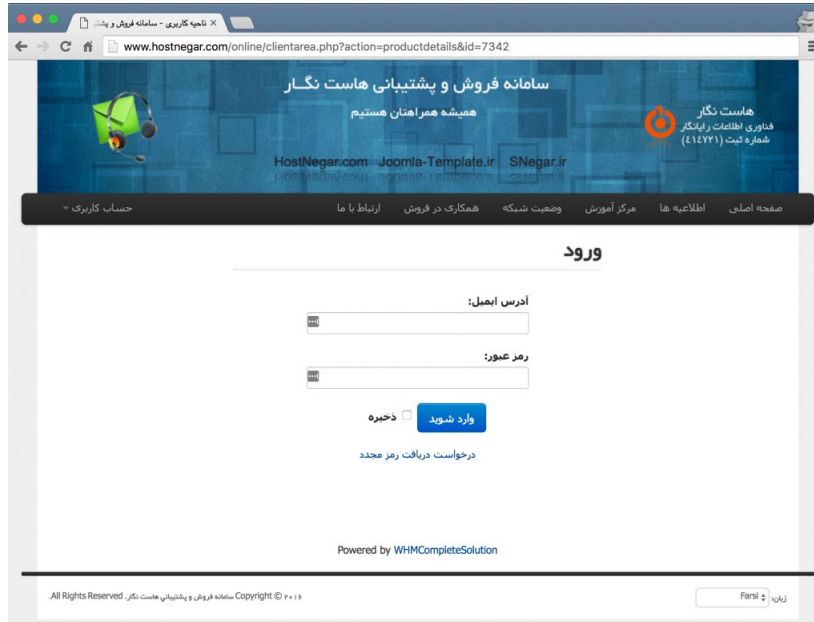 ناحیه کاربری - سامانه فروش و پشتی
www.hostnegar.com/online/clientarea.php?action=productdetails&id=7342
سامانه فروش و پشتیبانی هاست نگـار
همیشه همراهتان هستیم
HostNegar.com Joomla-Template.ir SNegar.ir
هاست نگار
فناوری اطلاعات رایانگار
شماره ثبت (٤١٤٧٢١)
صفحه اصلی اطلاعیه ها مرکز آموزش وضعیت شبکه همکاری در فروش ارتباط با ما حساب کاربری
ورود
آدرس ایمیل:
رمز عبور:
وارد شوید ذخیره
درخواست دریافت رمز مجدد
Powered by WHMCompleteSolution
زبان: Farsi
Copyright © ۲۰۱۶ سامانه فروش و پشتیبانی هاست نگار. All Rights Reserved.